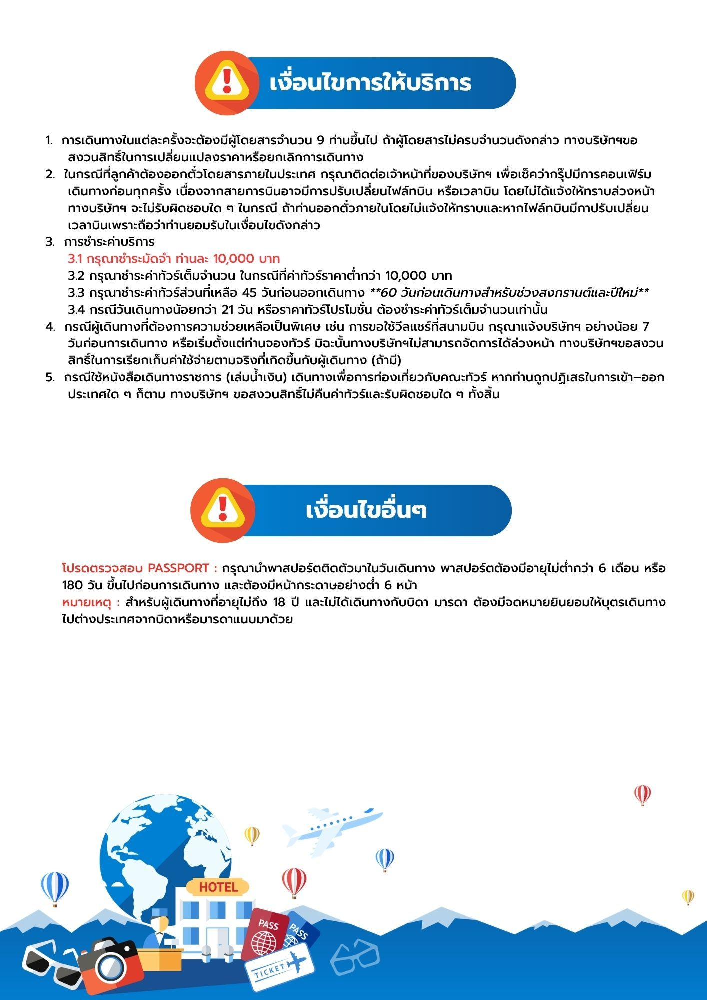 เงื่อนไขการให้บริการ
1. การเดินทางในแต่ละครั้งจะต้องมีผู้โดยสารจำนวน 9 ท่านขึ้นไป ถ้าผู้โดยสารไม่ครบจำนวนดังกล่าว ทางบริษัทฯขอ
สงวนสิทธิ์ในการเปลี่ยนแปลงราคาหรือยกเลิกการเดินทาง
2. ในกรณีที่ลูกค้าต้องออกตั๋วโดยสารภายในประเทศ กรุณาติดต่อเจ้าหน้าที่ของบริษัทฯ เพื่อเช็คว่ากรุ๊ปมีการคอนเฟิร์ม
เดินทางก่อนทุกครั้ง เนื่องจากสายการบินอาจมีการปรับเปลี่ยนไฟล์ทบิน หรือเวลาบิน โดยไม่ได้แจ้งให้ทราบล่วงหน้า
ทางบริษัทฯ จะไม่รับผิดชอบใด ๆ ในกรณี ถ้าท่านออกตั๋วภายในโดยไม่แจ้งให้ทราบและหากไฟล์ทบินมีกาปรับเปลี่ยน
เวลาบินเพราะถือว่าท่านยอมรับในเงื่อนไขดังกล่าว
3. การชำระค่าบริการ
3.1 กรุณาชำระมัดจำ ท่านละ 10,000 บาท
3.2 กรุณาชำระค่าทัวร์เต็มจำนวน ในกรณีที่ค่าทัวร์ราคาต่ำกว่า 10,000 บาท
3.3 กรุณาชำระค่าทัวร์ส่วนที่เหลือ 45 วันก่อนออกเดินทาง **60 วันก่อนเดินทางสำหรับช่วงสงกรานต์และปีใหม่**
3.4 กรณีวันเดินทางน้อยกว่า 21 วัน หรือราคาทัวร์โปรโมชั่น ต้องชำระค่าทัวร์เต็มจำนวนเท่านั้น
4. กรณีผู้เดินทางที่ต้องการความช่วยเหลือเป็นพิเศษ เช่น การขอใช้วีลแชร์ที่สนามบิน กรุณาแจ้งบริษัทฯ อย่างน้อย 7
วันก่อนการเดินทาง หรือเริ่มตั้งแต่ท่านจองทัวร์ มิฉะนั้นทางบริษัทฯไม่สามารถจัดการได้ล่วงหน้า ทางบริษัทฯขอสงวน
สิทธิ์ในการเรียกเก็บค่าใช้จ่ายตามจริงที่เกิดขึ้นกับผู้เดินทาง (ถ้ามี)
5. กรณีใช้หนังสือเดินทางราชการ (เล่มน้ำเงิน) เดินทางเพื่อการท่องเที่ยวกับคณะทัวร์ หากท่านถูกปฏิเสธในการเข้า–ออก
ประเทศใด ๆ ก็ตาม ทางบริษัทฯ ขอสงวนสิทธิ์ไม่คืนค่าทัวร์และรับผิดชอบใด ๆ ทั้งสิ้น
เงื่อนไขอื่นๆ
โปรดตรวจสอบ PASSPORT : กรุณานำพาสปอร์ตติดตัวมาในวันเดินทาง พาสปอร์ตต้องมีอายุไม่ต่ำกว่า 6 เดือน หรือ
180 วัน ขึ้นไปก่อนการเดินทาง และต้องมีหน้ากระดาษอย่างต่ำ 6 หน้า
หมายเหตุ : สำหรับผู้เดินทางที่อายุไม่ถึง 18 ปี และไม่ได้เดินทางกับบิดา มารดา ต้องมีจดหมายยินยอมให้บุตรเดินทาง
ไปต่างประเทศจากบิดาหรือมารดาแนบมาด้วย
HOTEL
PASS
PASS
TICKET